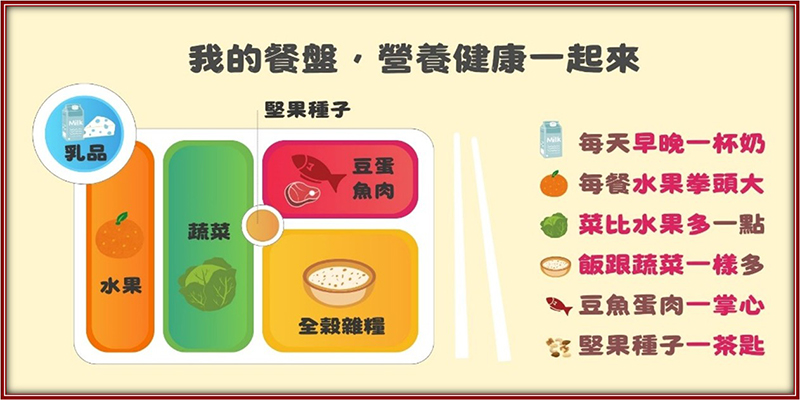 我的餐盤，營養健康一起來
堅果種子
Milk
乳品
豆蛋
魚肉
蔬菜
水果
全穀雜糧
Milk
每天早晚一杯奶
每餐水果拳頭大
菜比水果多一點
飯跟蔬菜一樣多
豆魚蛋肉一掌心
堅果種子一茶匙